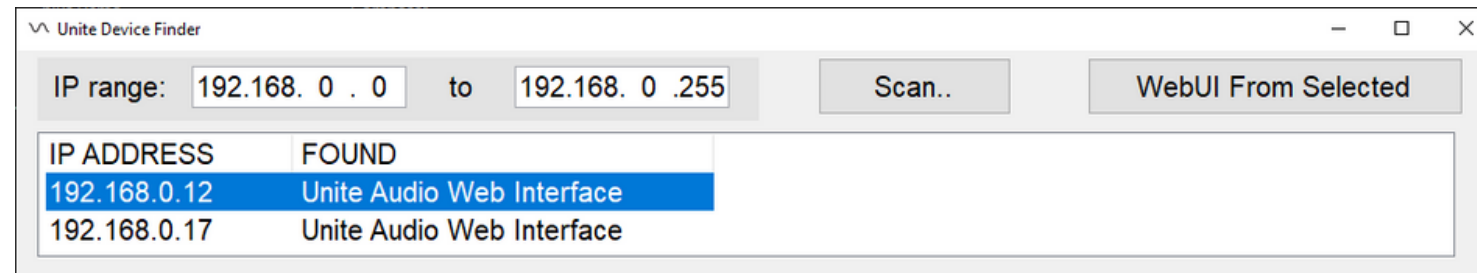 Unite Device Finder
IP range: 192.168. 0 . 0 to 192.168. 0 .255 Scan.. WebUI From Selected
IP ADDRESS FOUND
192.168.0.12 Unite Audio Web Interface
192.168.0.17 Unite Audio Web Interface